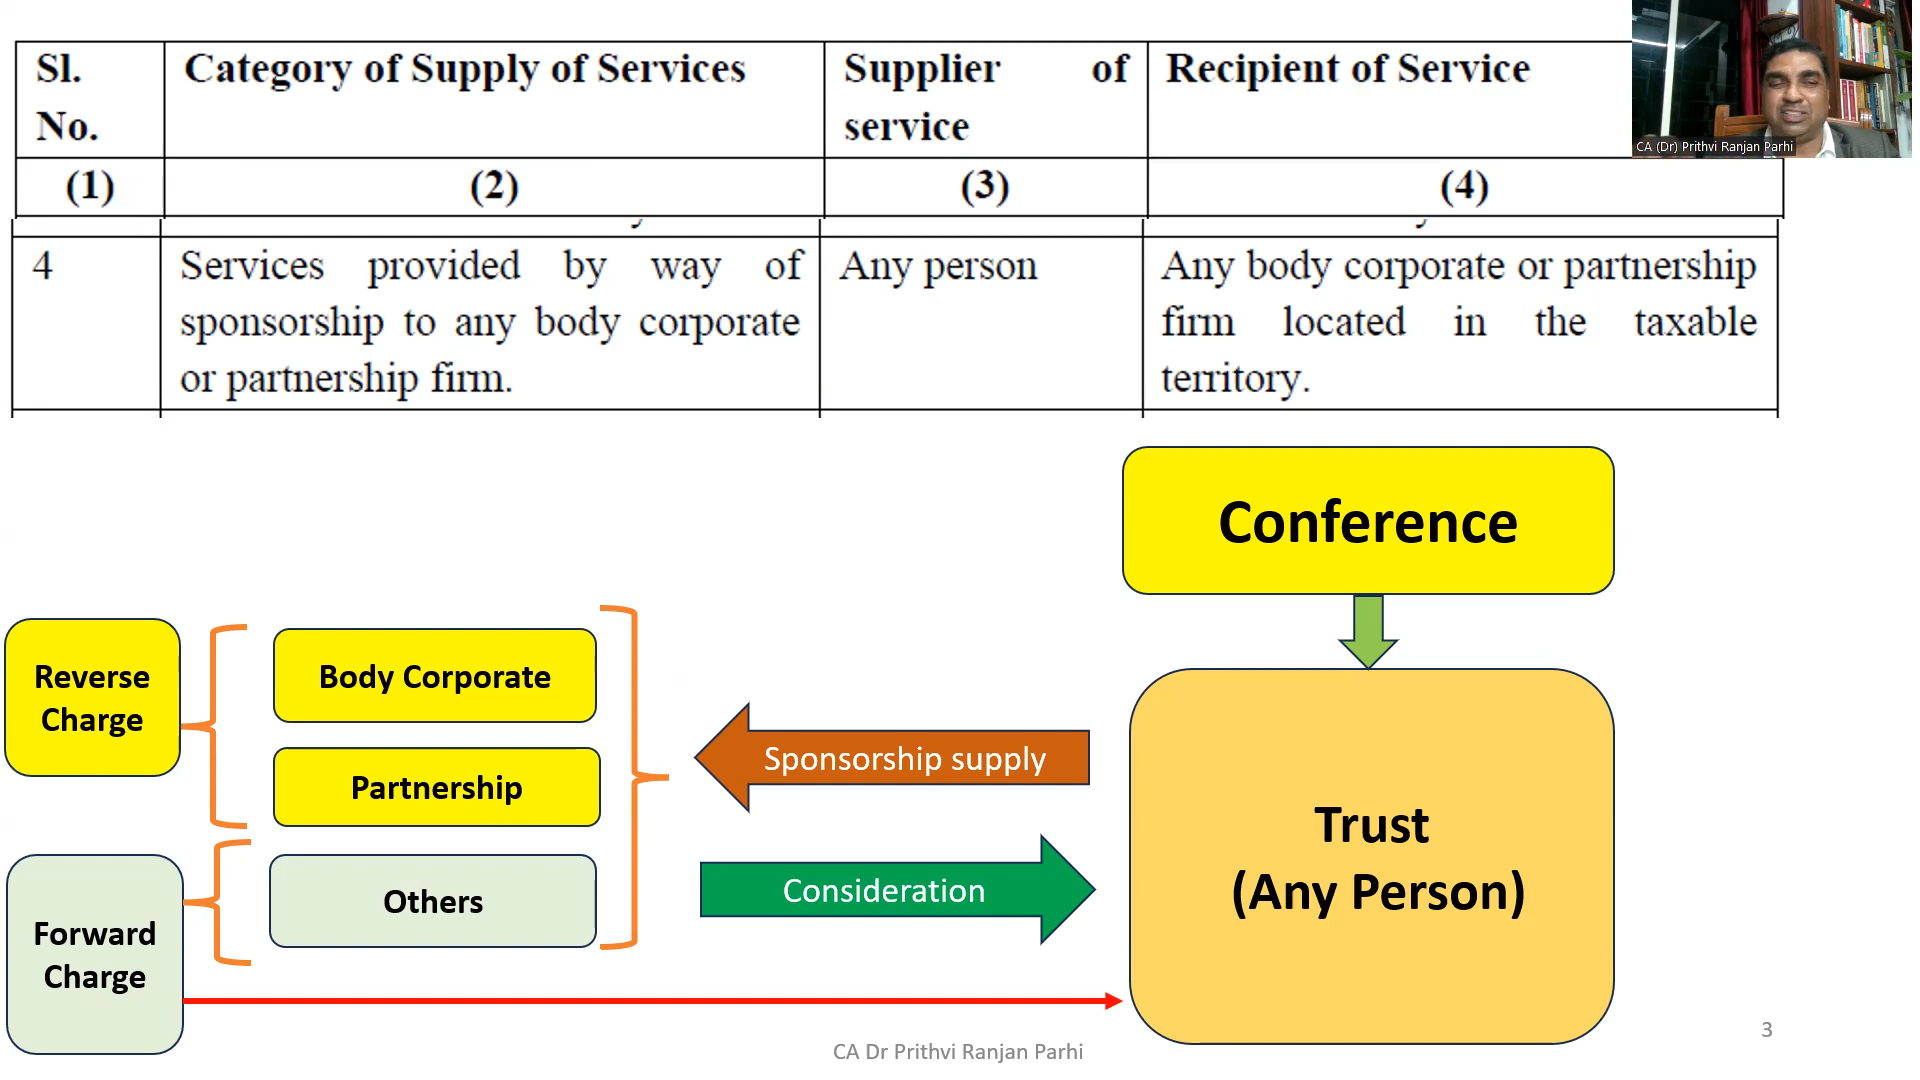 Sl.
No.
Category of Supply of Services
Supplier of
service
Recipient of Service
CA (Dr) Prithvi Ranjan Parhi
(1)
(2)
(3)
(4)
4
Services provided by way of
sponsorship to any body corporate
or partnership firm.
Any person
Any body corporate or partnership
firm located in the taxable
territory.
Conference
Reverse
Charge
Body Corporate
Partnership
Sponsorship supply
Trust
(Any Person)
Consideration
Others
Forward
Charge
CA Dr Prithvi Ranjan Parhi
3